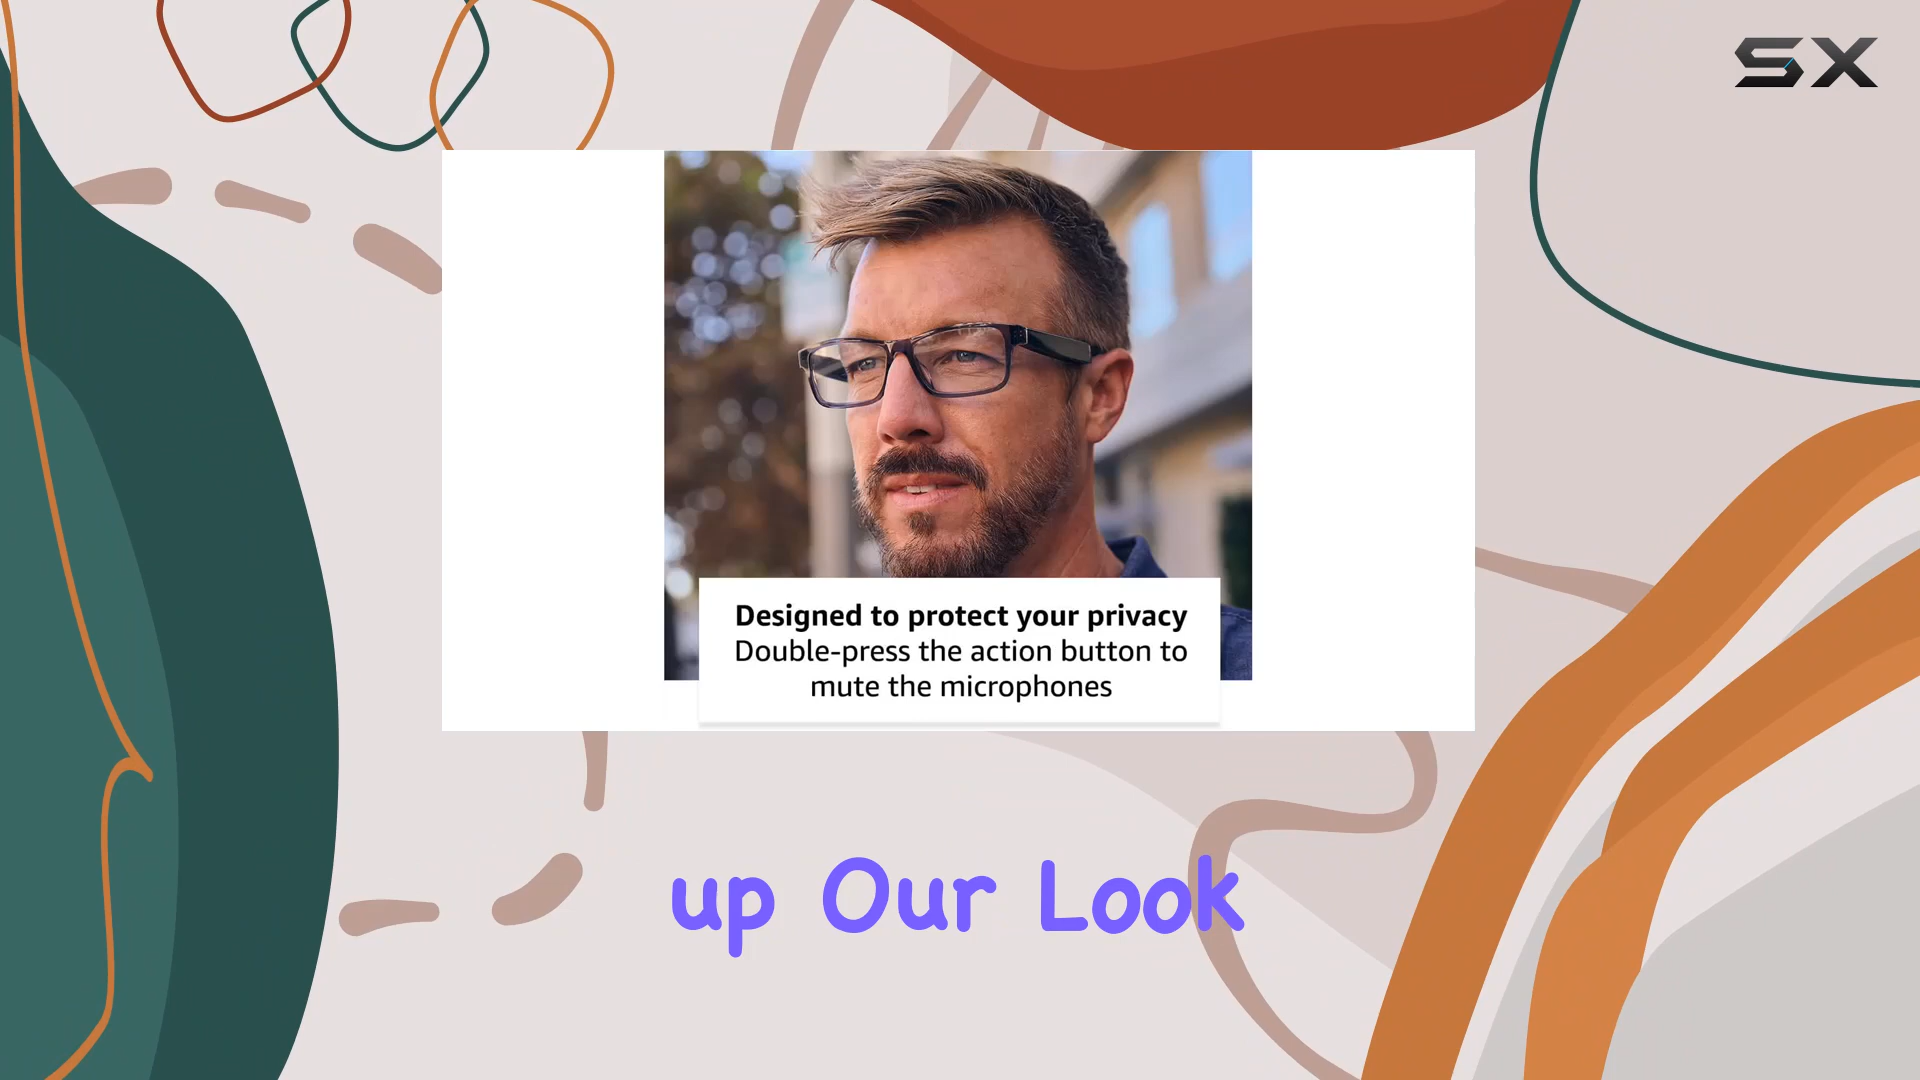 SX
Designed to protect your privacy
Double-press the action button to
mute the microphones
up Our Look